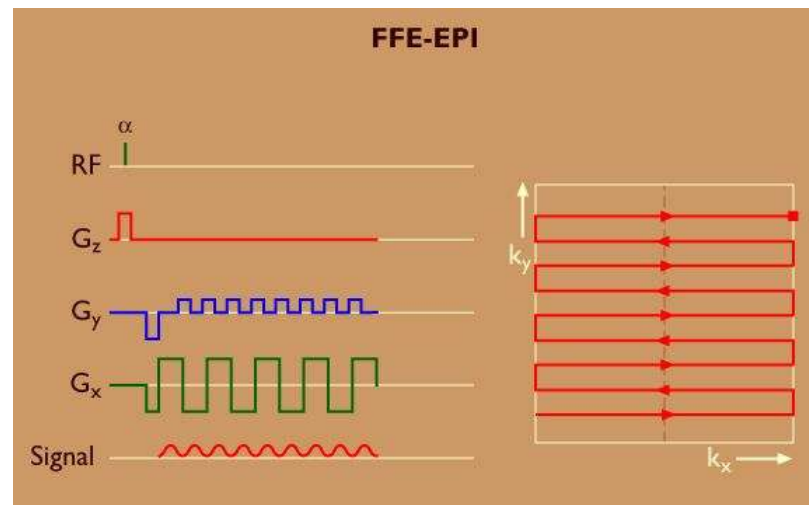 FFE-EPI
α
RF
Gz
Gy
Gx
Signal
ky
kx